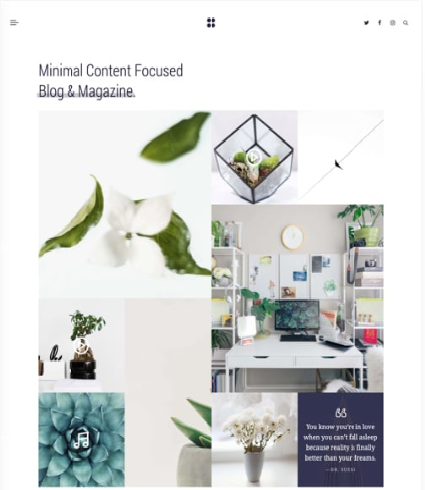 Minimal Content Focused
Blog & Magazine.
You know you're in love
when you can't fall asleep
because reality is finally
better than your dreams.
— DR. SUESS